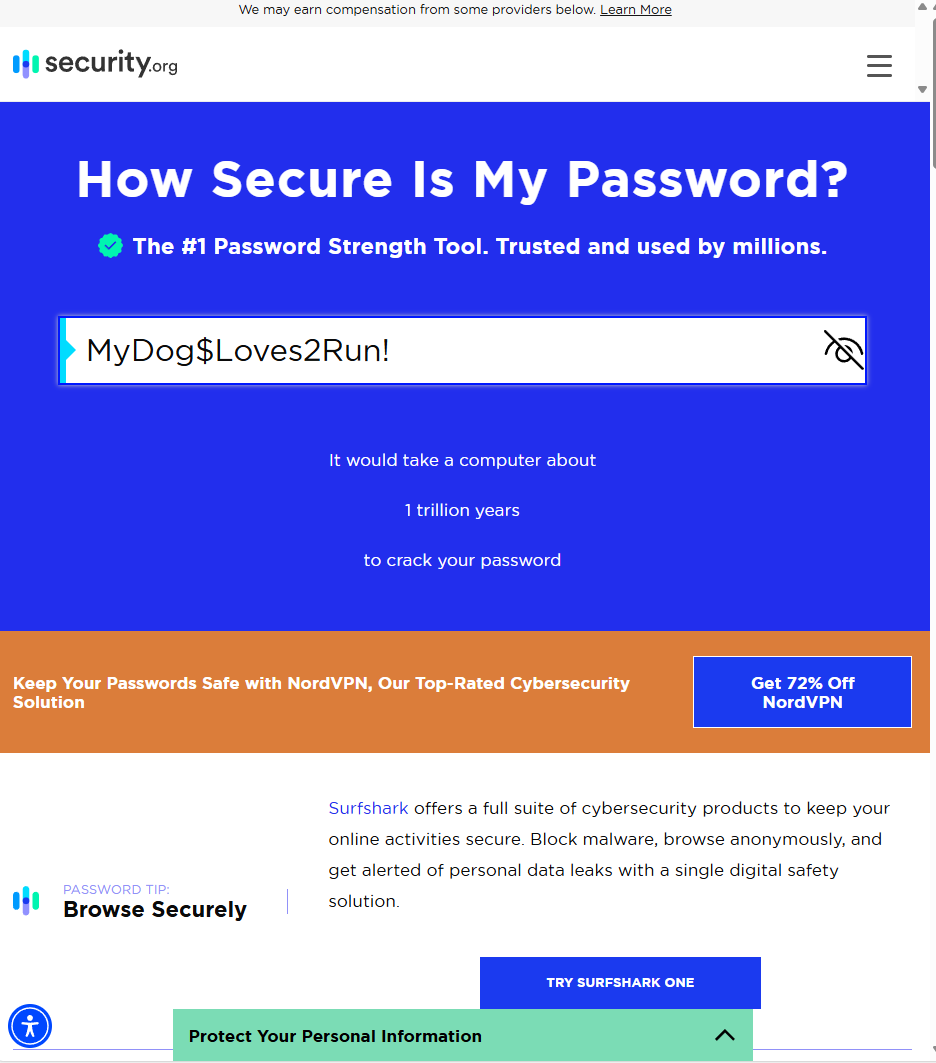 We may earn compensation from some providers below. Learn More
security.org
How Secure Is My Password?
The #1 Password Strength Tool. Trusted and used by millions.
MyDog$Loves2Run!
It would take a computer about
1 trillion years
to crack your password
Keep Your Passwords Safe with NordVPN, Our Top-Rated Cybersecurity
Solution
Get 72% Off
NordVPN
Surfshark offers a full suite of cybersecurity products to keep your
online activities secure. Block malware, browse anonymously, and
get alerted of personal data leaks with a single digital safety
solution.
PASSWORD TIP:
Browse Securely
TRY SURFSHARK ONE
Protect Your Personal Information